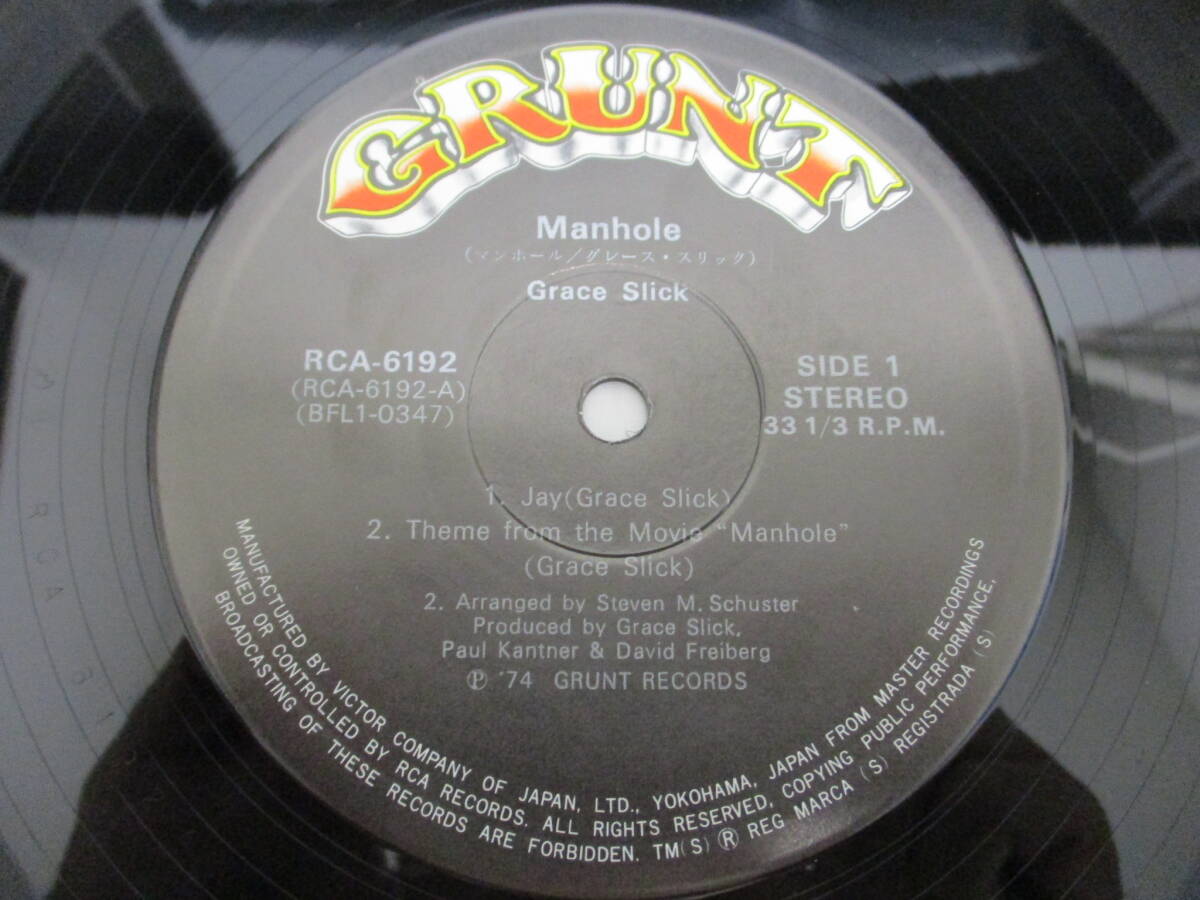 GRUNT
Manhole
(マンホール/グレース・スリック)
Grace Slick
RCA-6192
(RCA-6192-A)
(BFL1-0347)
SIDE 1
STEREO
33 1/3 R.P.M.
1. Jay(Grace Slick)
2. Theme from the Movie "Manhole"
(Grace Slick)
2. Arranged by Steven M. Schuster
Produced by Grace Slick,
Paul Kantner & David Freiberg
Ⓟ '74 GRUNT RECORDS
MANUFACTURED BY VICTOR COMPANY OF JAPAN, LTD., YOKOHAMA, JAPAN FROM MASTER RECORDINGS
OWNED OR CONTROLLED BY RCA RECORDS. ALL RIGHTS RESERVED, COPYING PUBLIC PERFORMANCE,
BROADCASTING OF THESE RECORDS ARE FORBIDDEN. TM(S) ® REG MARCA (S) REGISTRADA (S)